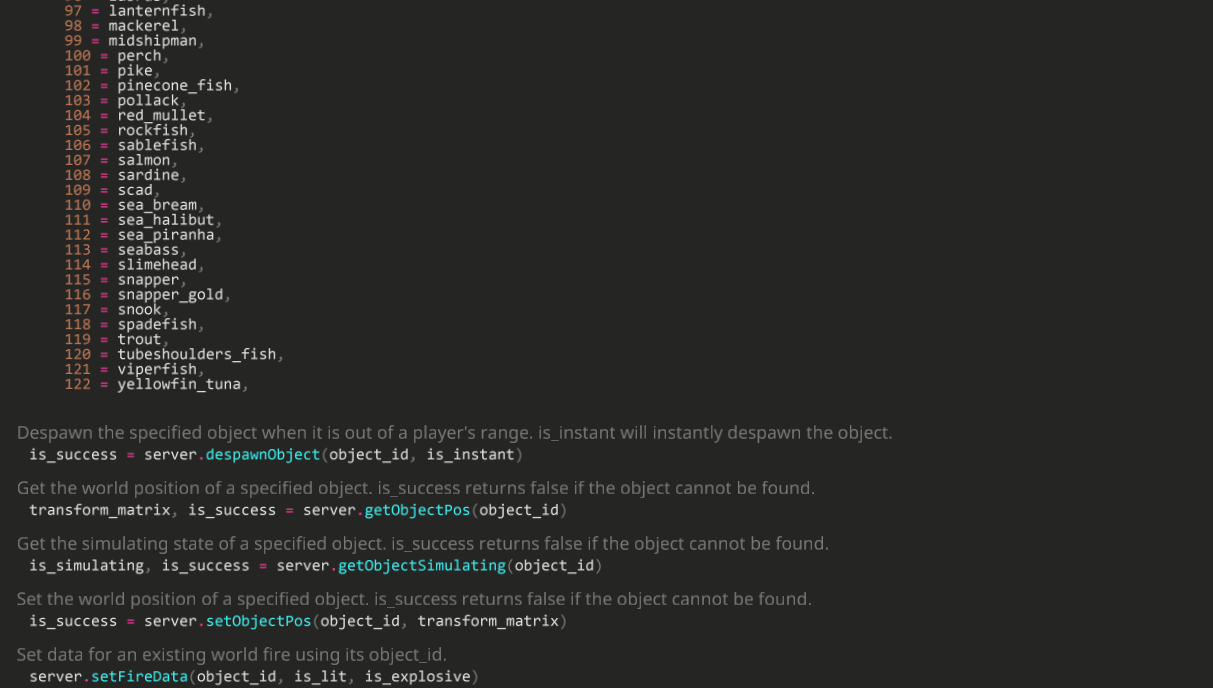 97 = lanternfish,
98 = mackerel,
99 = midshipman,
100 = perch,
101 = pike,
102 = pinecone_fish,
103 = pollack,
104 = red_mullet,
105 = rockfish,
106 = sablefish,
107 = salmon,
108 = sardine,
109 = scad,
110 = sea_bream,
111 = sea_halibut,
112 = sea_piranha,
113 = seabass,
114 = slimehead,
115 = snapper,
116 = snapper_gold,
117 = snook,
118 = spadefish,
119 = trout,
120 = tubeshoulders_fish,
121 = viperfish,
122 = yellowfin_tuna,
Despawn the specified object when it is out of a player's range. is_instant will instantly despawn the object.
is_success = server.despawnObject(object_id, is_instant)
Get the world position of a specified object. is_success returns false if the object cannot be found.
transform_matrix, is_success = server.getObjectPos(object_id)
Get the simulating state of a specified object. is_success returns false if the object cannot be found.
is_simulating, is_success = server.getObjectSimulating(object_id)
Set the world position of a specified object. is_success returns false if the object cannot be found.
is_success = server.setObjectPos(object_id, transform_matrix)
Set data for an existing world fire using its object_id.
server.setFireData(object_id, is_lit, is_explosive)